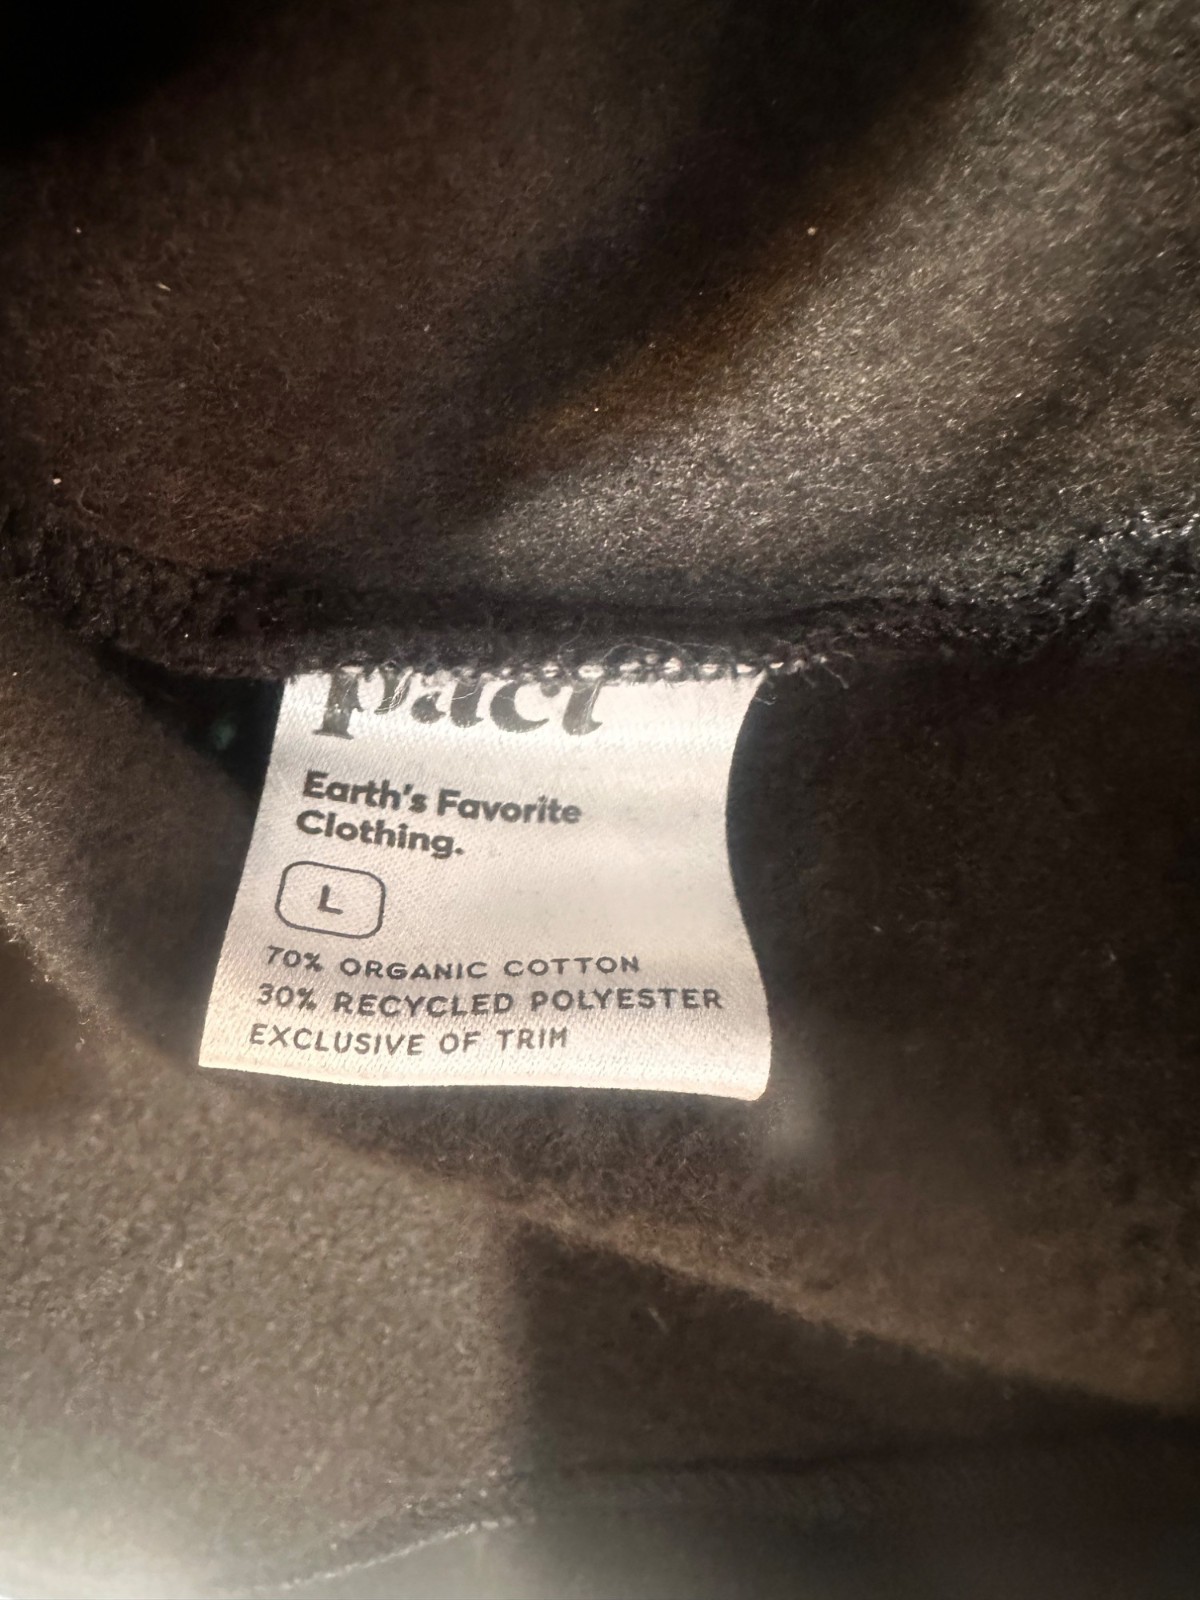 pact
Earth's Favorite
Clothing.
L
70% ORGANIC COTTON
30% RECYCLED POLYESTER
EXCLUSIVE OF TRIM